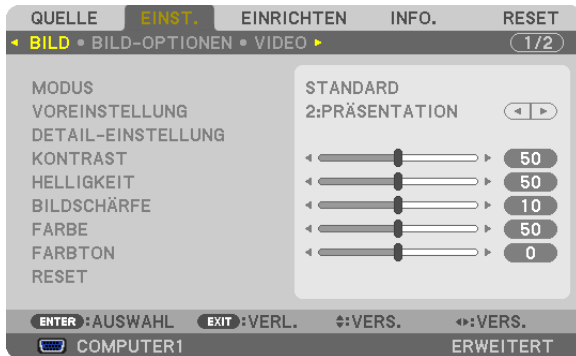 QUELLE EINST. EINRICHTEN INFO. RESET
BILD • BILD-OPTIONEN • VIDEO 1/2
MODUS STANDARD
VOREINSTELLUNG 2:PRÄSENTATION
DETAIL-EINSTELLUNG
KONTRAST 50
HELLIGKEIT 50
BILDSCHÄRFE 10
FARBE 50
FARBTON 0
RESET
ENTER:AUSWAHL EXIT:VERL. :VERS. :VERS.
COMPUTER1 ERWEITERT